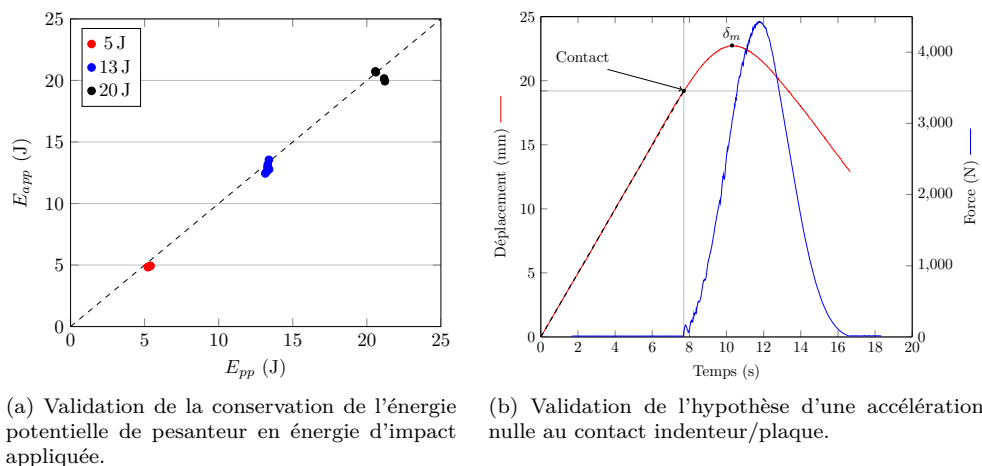 25
20
15
10
5
0
0 5 10 15 20 25
E_app (J)
E_pp (J)
5 J
13 J
20 J
25
20
15
10
5
0
0 2 4 6 7.7 8 10 12 14 16 18 20
Contact
δ_m
Déplacement (mm)
4,000
3,000
2,000
1,000
0
Force (N)
Temps (s)
(a) Validation de la conservation de l'énergie
potentielle de pesanteur en énergie d'impact
appliquée.
(b) Validation de l'hypothèse d'une accélération
nulle au contact indenteur/plaque.